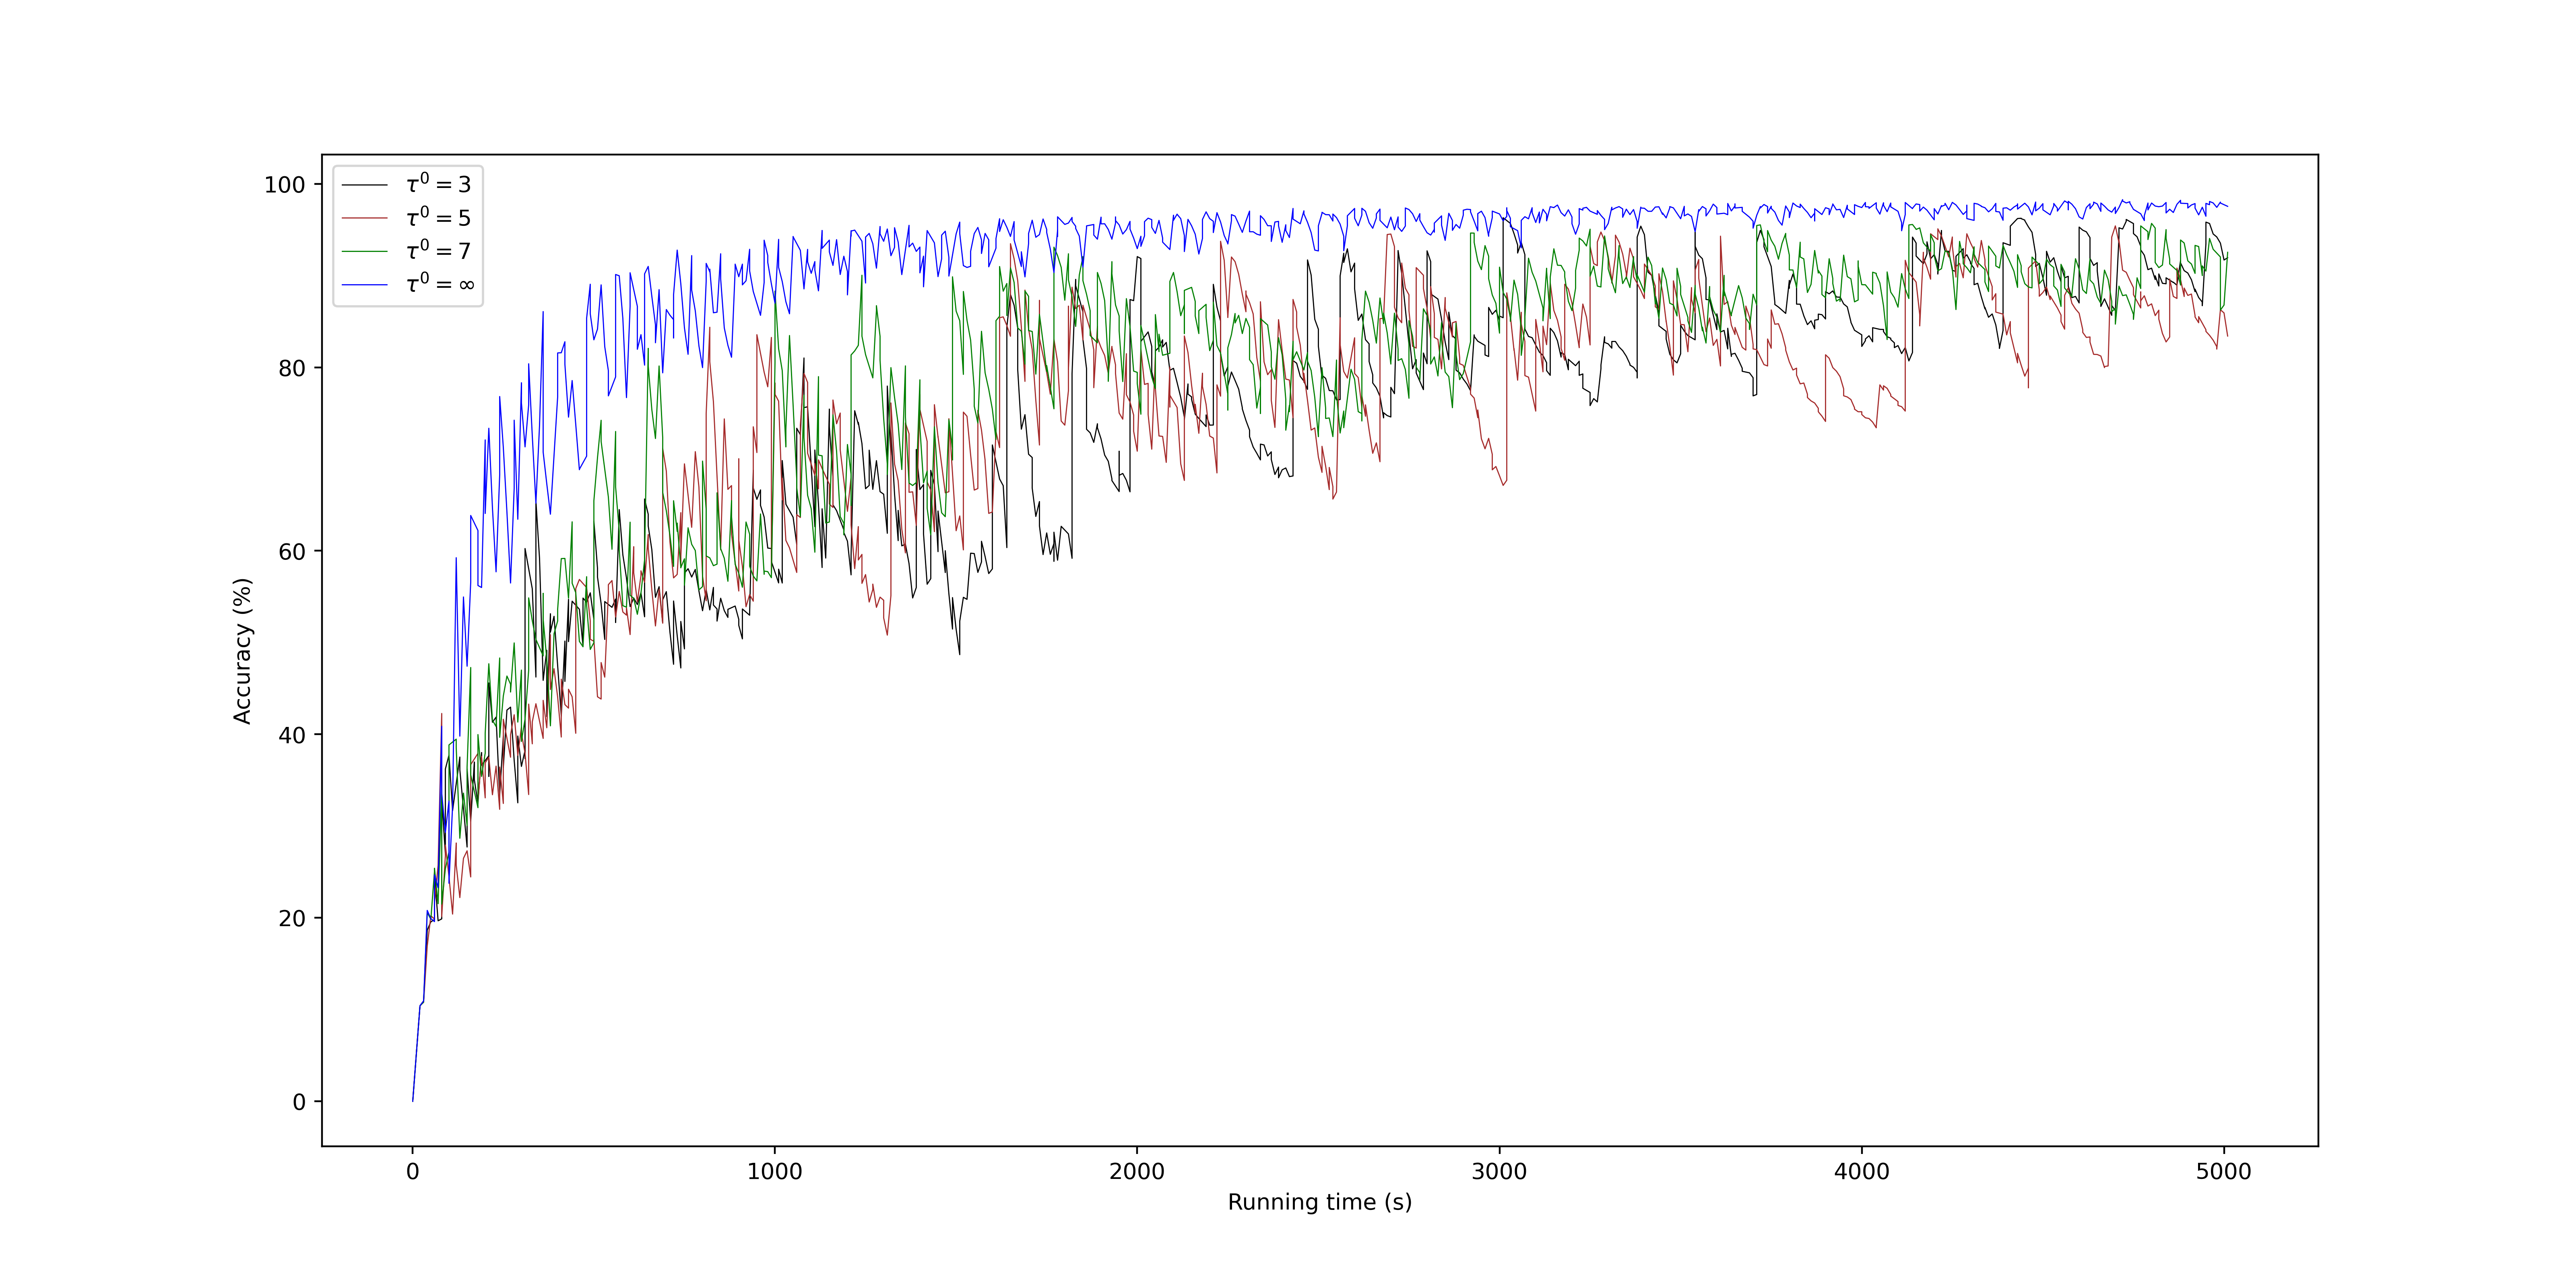 100
80
60
40
20
0
Accuracy (%)
τ⁰ = 3
τ⁰ = 5
τ⁰ = 7
τ⁰ = ∞
0 1000 2000 3000 4000 5000
Running time (s)